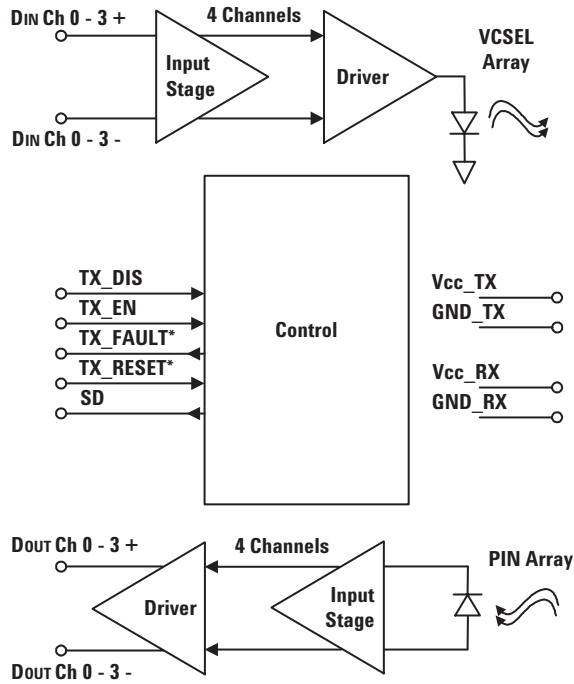 DIN Ch 0 - 3 +
4 Channels
VCSEL
Array
Input
Stage
Driver
DIN Ch 0 - 3 -
TX_DIS
TX_EN
TX_FAULT*
TX_RESET*
SD
Control
Vcc_TX
GND_TX
Vcc_RX
GND_RX
DOUT Ch 0 - 3 +
4 Channels
PIN Array
Driver
Input
Stage
DOUT Ch 0 - 3 -